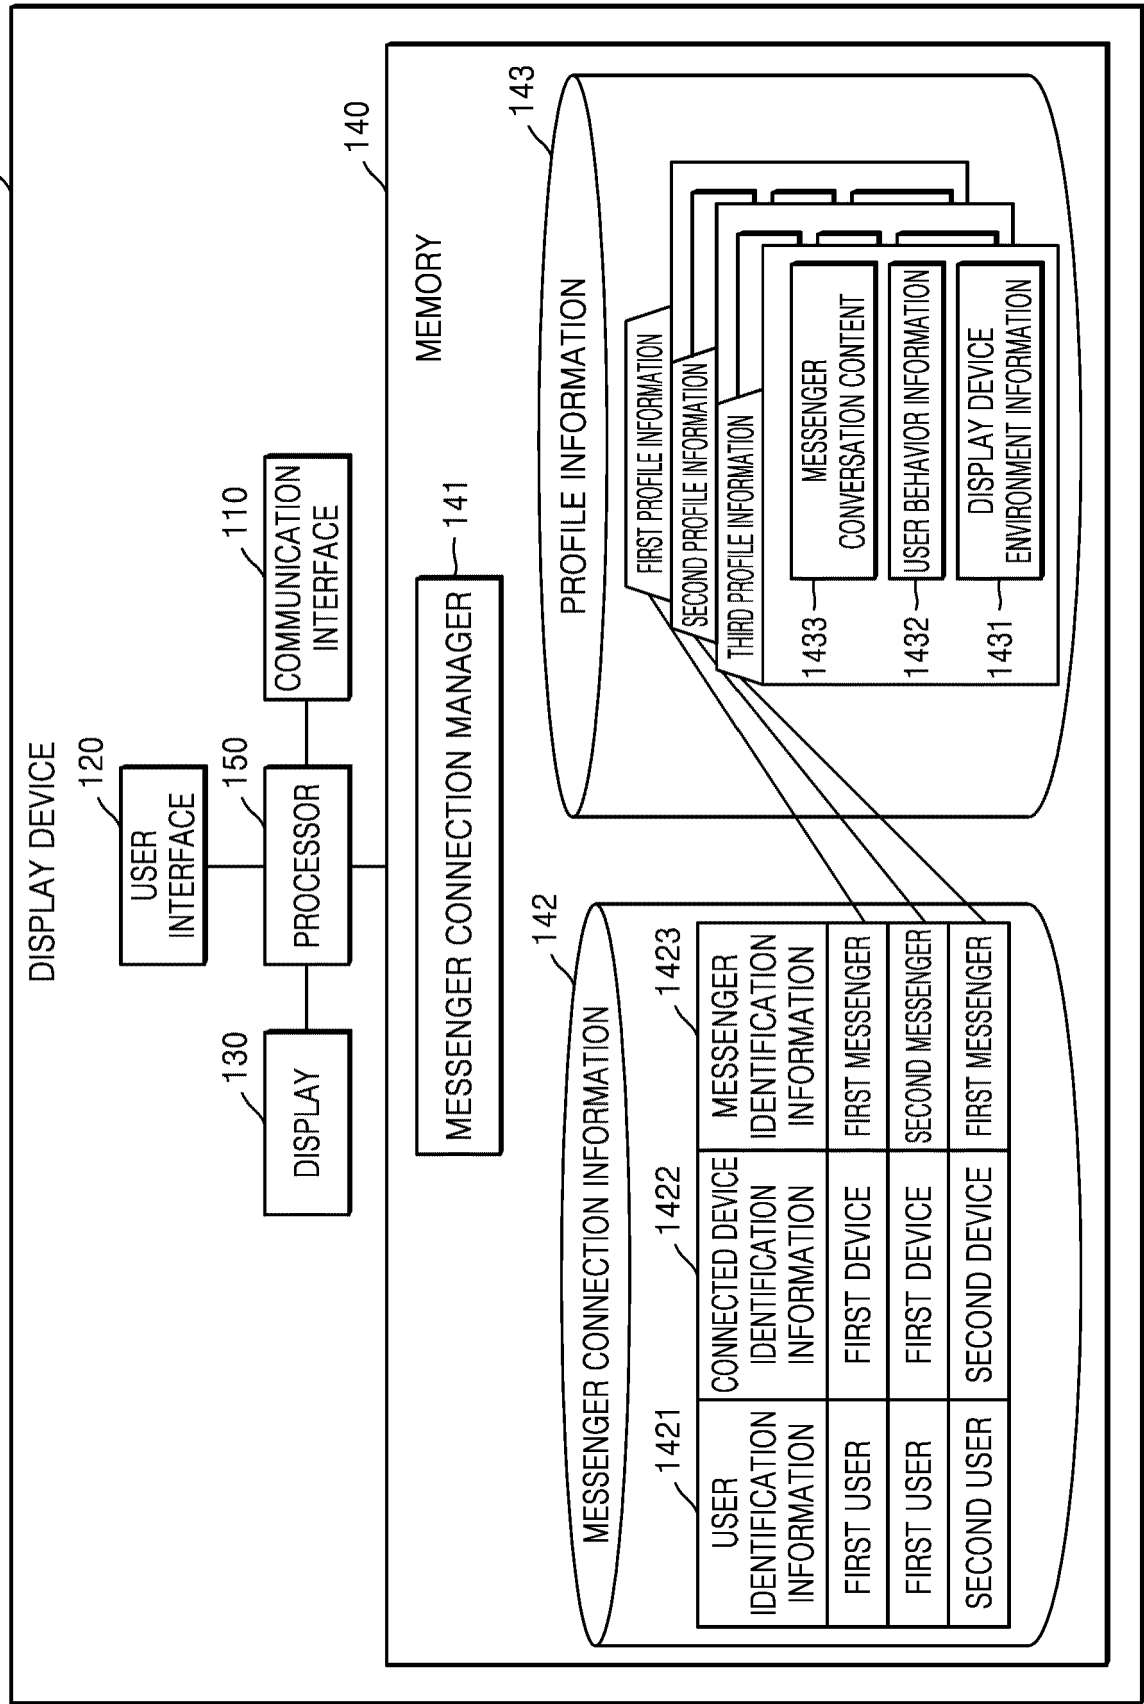 DISPLAY DEVICE
120
USER
INTERFACE
130
DISPLAY
150
PROCESSOR
110
COMMUNICATION
INTERFACE
140
MEMORY
MESSENGER CONNECTION MANAGER
141
142
MESSENGER CONNECTION INFORMATION
1421
1422
1423
USER
IDENTIFICATION
INFORMATION
CONNECTED DEVICE
IDENTIFICATION
INFORMATION
MESSENGER
IDENTIFICATION
INFORMATION
FIRST USER
FIRST DEVICE
FIRST MESSENGER
FIRST USER
FIRST DEVICE
SECOND MESSENGER
SECOND USER
SECOND DEVICE
FIRST MESSENGER
143
PROFILE INFORMATION
FIRST PROFILE INFORMATION
SECOND PROFILE INFORMATION
THIRD PROFILE INFORMATION
1433
MESSENGER
CONVERSATION CONTENT
1432
USER BEHAVIOR INFORMATION
1431
DISPLAY DEVICE
ENVIRONMENT INFORMATION